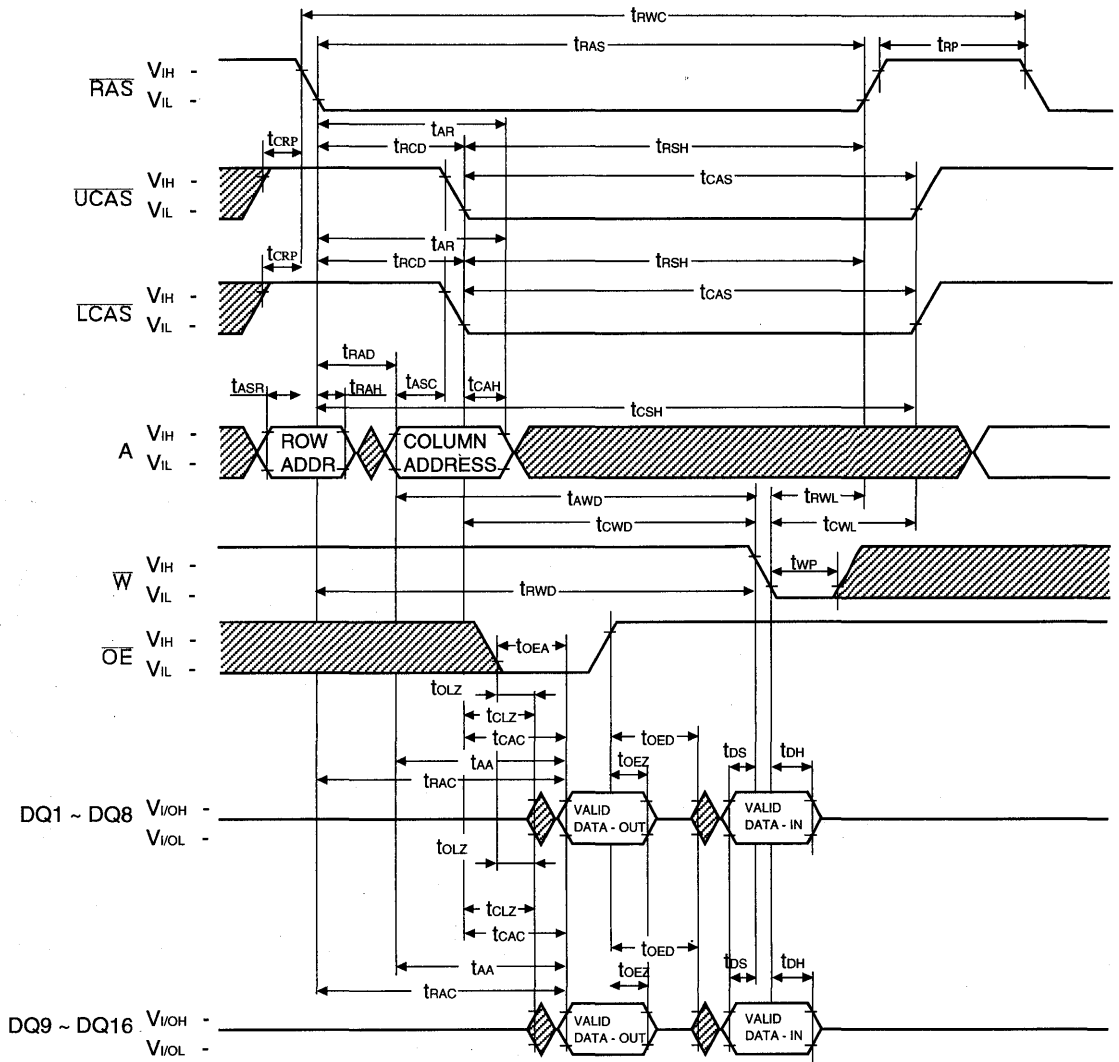 tRWC
tRAS
tRP
RAS
VIH -
VIL -
tAR
tCRP
tRCD
tRSH
UCAS
VIH -
VIL -
tCAS
tAR
tCRP
tRCD
tRSH
LCAS
VIH -
VIL -
tCAS
tRAD
tASR
tRAH
tASC
tCAH
tCSH
A
VIH -
VIL -
ROW
ADDR
COLUMN
ADDRESS
tAWD
tRWL
tCWD
tCWL
W
VIH -
VIL -
tWP
tRWD
OE
VIH -
VIL -
tOEA
tOLZ
tCLZ
tCAC
tOED
tAA
tOEZ
tDS
tDH
tRAC
DQ1 ~ DQ8
VI/OH -
VI/OL -
VALID
DATA - OUT
VALID
DATA - IN
tOLZ
tCLZ
tCAC
tOED
tAA
tOEZ
tDS
tDH
tRAC
DQ9 ~ DQ16
VI/OH -
VI/OL -
VALID
DATA - OUT
VALID
DATA - IN